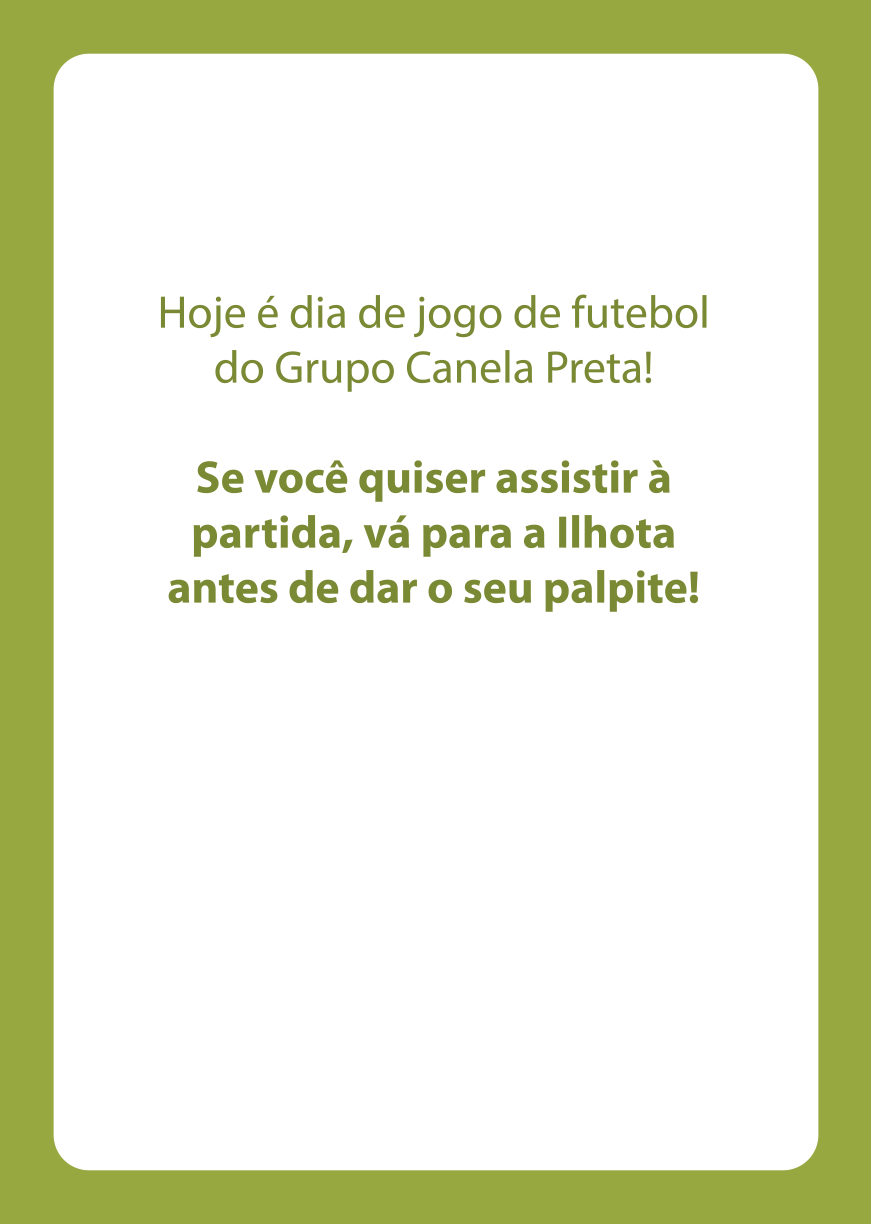 Hoje é dia de jogo de futebol
do Grupo Canela Preta!
Se você quiser assistir à
partida, vá para a Ilhota
antes de dar o seu palpite!